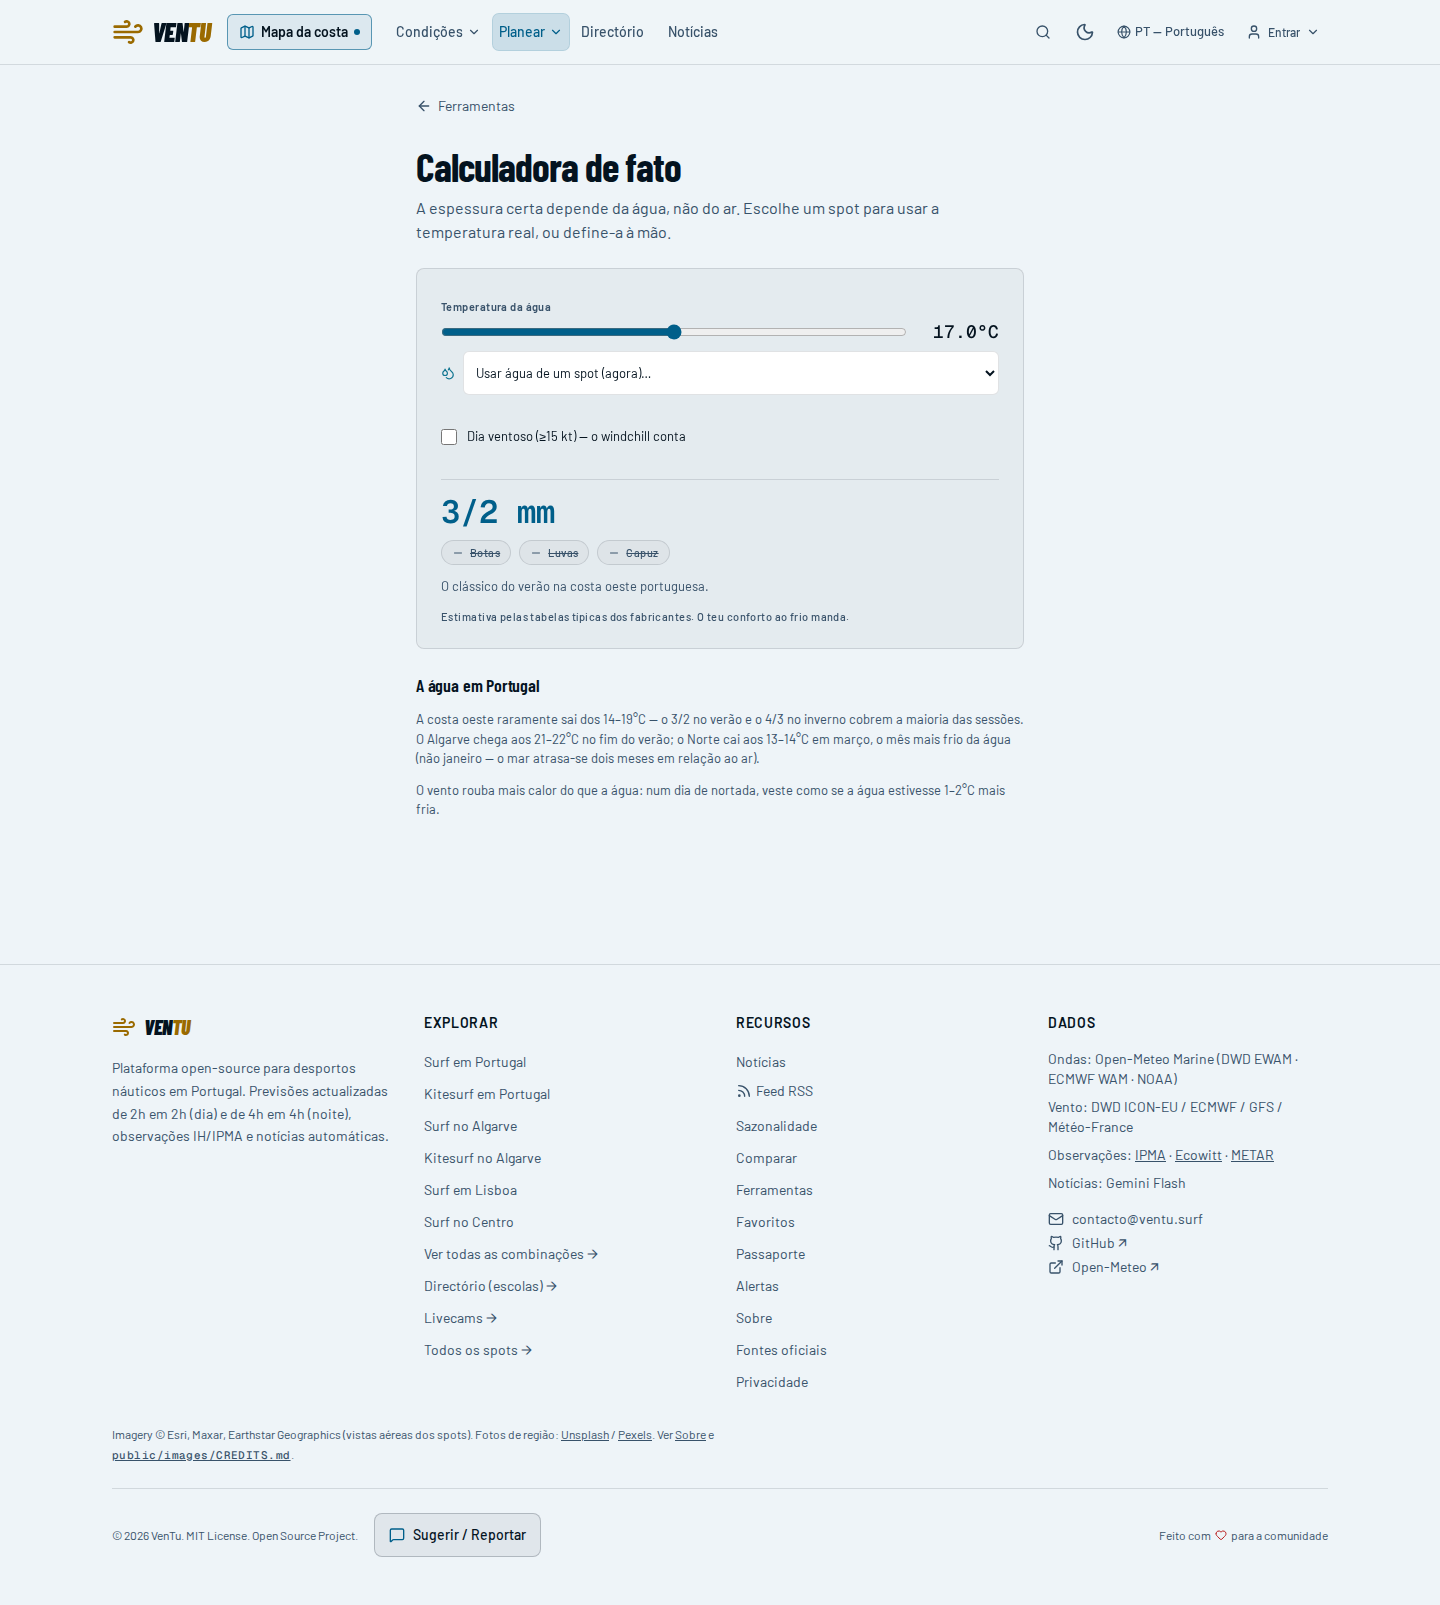 VENTU
Mapa da costa
Condições
Planear
Directório
Notícias
PT — Português
Entrar
Ferramentas
Calculadora de fato
A espessura certa depende da água, não do ar. Escolhe um spot para usar a
temperatura real, ou define-a à mão.
Temperatura da água
17.0°C
Usar água de um spot (agora)…
Dia ventoso (≥15 kt) — o windchill conta
3/2 mm
— Botas
— Luvas
— Capuz
O clássico do verão na costa oeste portuguesa.
Estimativa pelas tabelas típicas dos fabricantes. O teu conforto ao frio manda.
A água em Portugal
A costa oeste raramente sai dos 14–19°C — o 3/2 no verão e o 4/3 no inverno cobrem a maioria das sessões.
O Algarve chega aos 21–22°C no fim do verão; o Norte cai aos 13–14°C em março, o mês mais frio da água
(não janeiro — o mar atrasa-se dois meses em relação ao ar).
O vento rouba mais calor do que a água: num dia de nortada, veste como se a água estivesse 1–2°C mais
fria.
VENTU
Plataforma open-source para desportos
náuticos em Portugal. Previsões actualizadas
de 2h em 2h (dia) e de 4h em 4h (noite),
observações IH/IPMA e notícias automáticas.
EXPLORAR
Surf em Portugal
Kitesurf em Portugal
Surf no Algarve
Kitesurf no Algarve
Surf em Lisboa
Surf no Centro
Ver todas as combinações →
Directório (escolas) →
Livecams →
Todos os spots →
RECURSOS
Notícias
Feed RSS
Sazonalidade
Comparar
Ferramentas
Favoritos
Passaporte
Alertas
Sobre
Fontes oficiais
Privacidade
DADOS
Ondas: Open-Meteo Marine (DWD EWAM ·
ECMWF WAM · NOAA)
Vento: DWD ICON-EU / ECMWF / GFS /
Météo-France
Observações: IPMA · Ecowitt · METAR
Notícias: Gemini Flash
contacto@ventu.surf
GitHub
Open-Meteo
Imagery © Esri, Maxar, Earthstar Geographics (vistas aéreas dos spots). Fotos de região: Unsplash / Pexels. Ver Sobre e
public/images/CREDITS.md.
© 2026 VenTu. MIT License. Open Source Project.
Sugerir / Reportar
Feito com ♡ para a comunidade